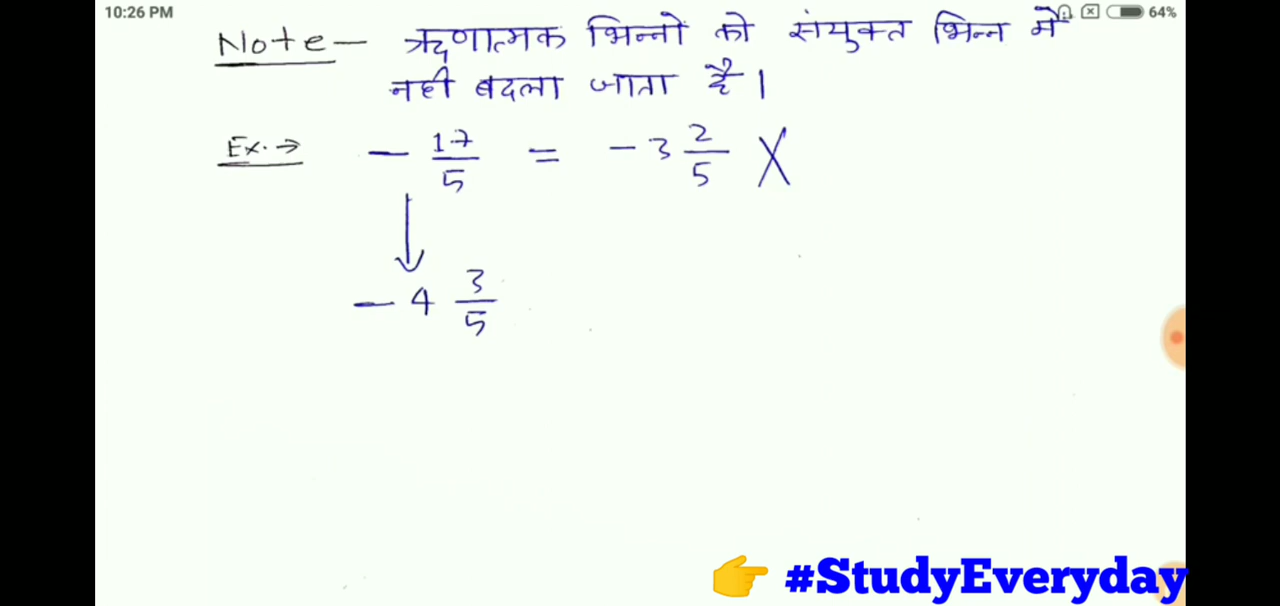 10:26 PM 64%
Note - ऋणात्मक भिन्नो को संयुक्त भिन्न मे
नही बदला जाता है।
Ex. → - 17/5 = - 3 2/5 X
↓
- 4 3/5
👉 #StudyEveryday